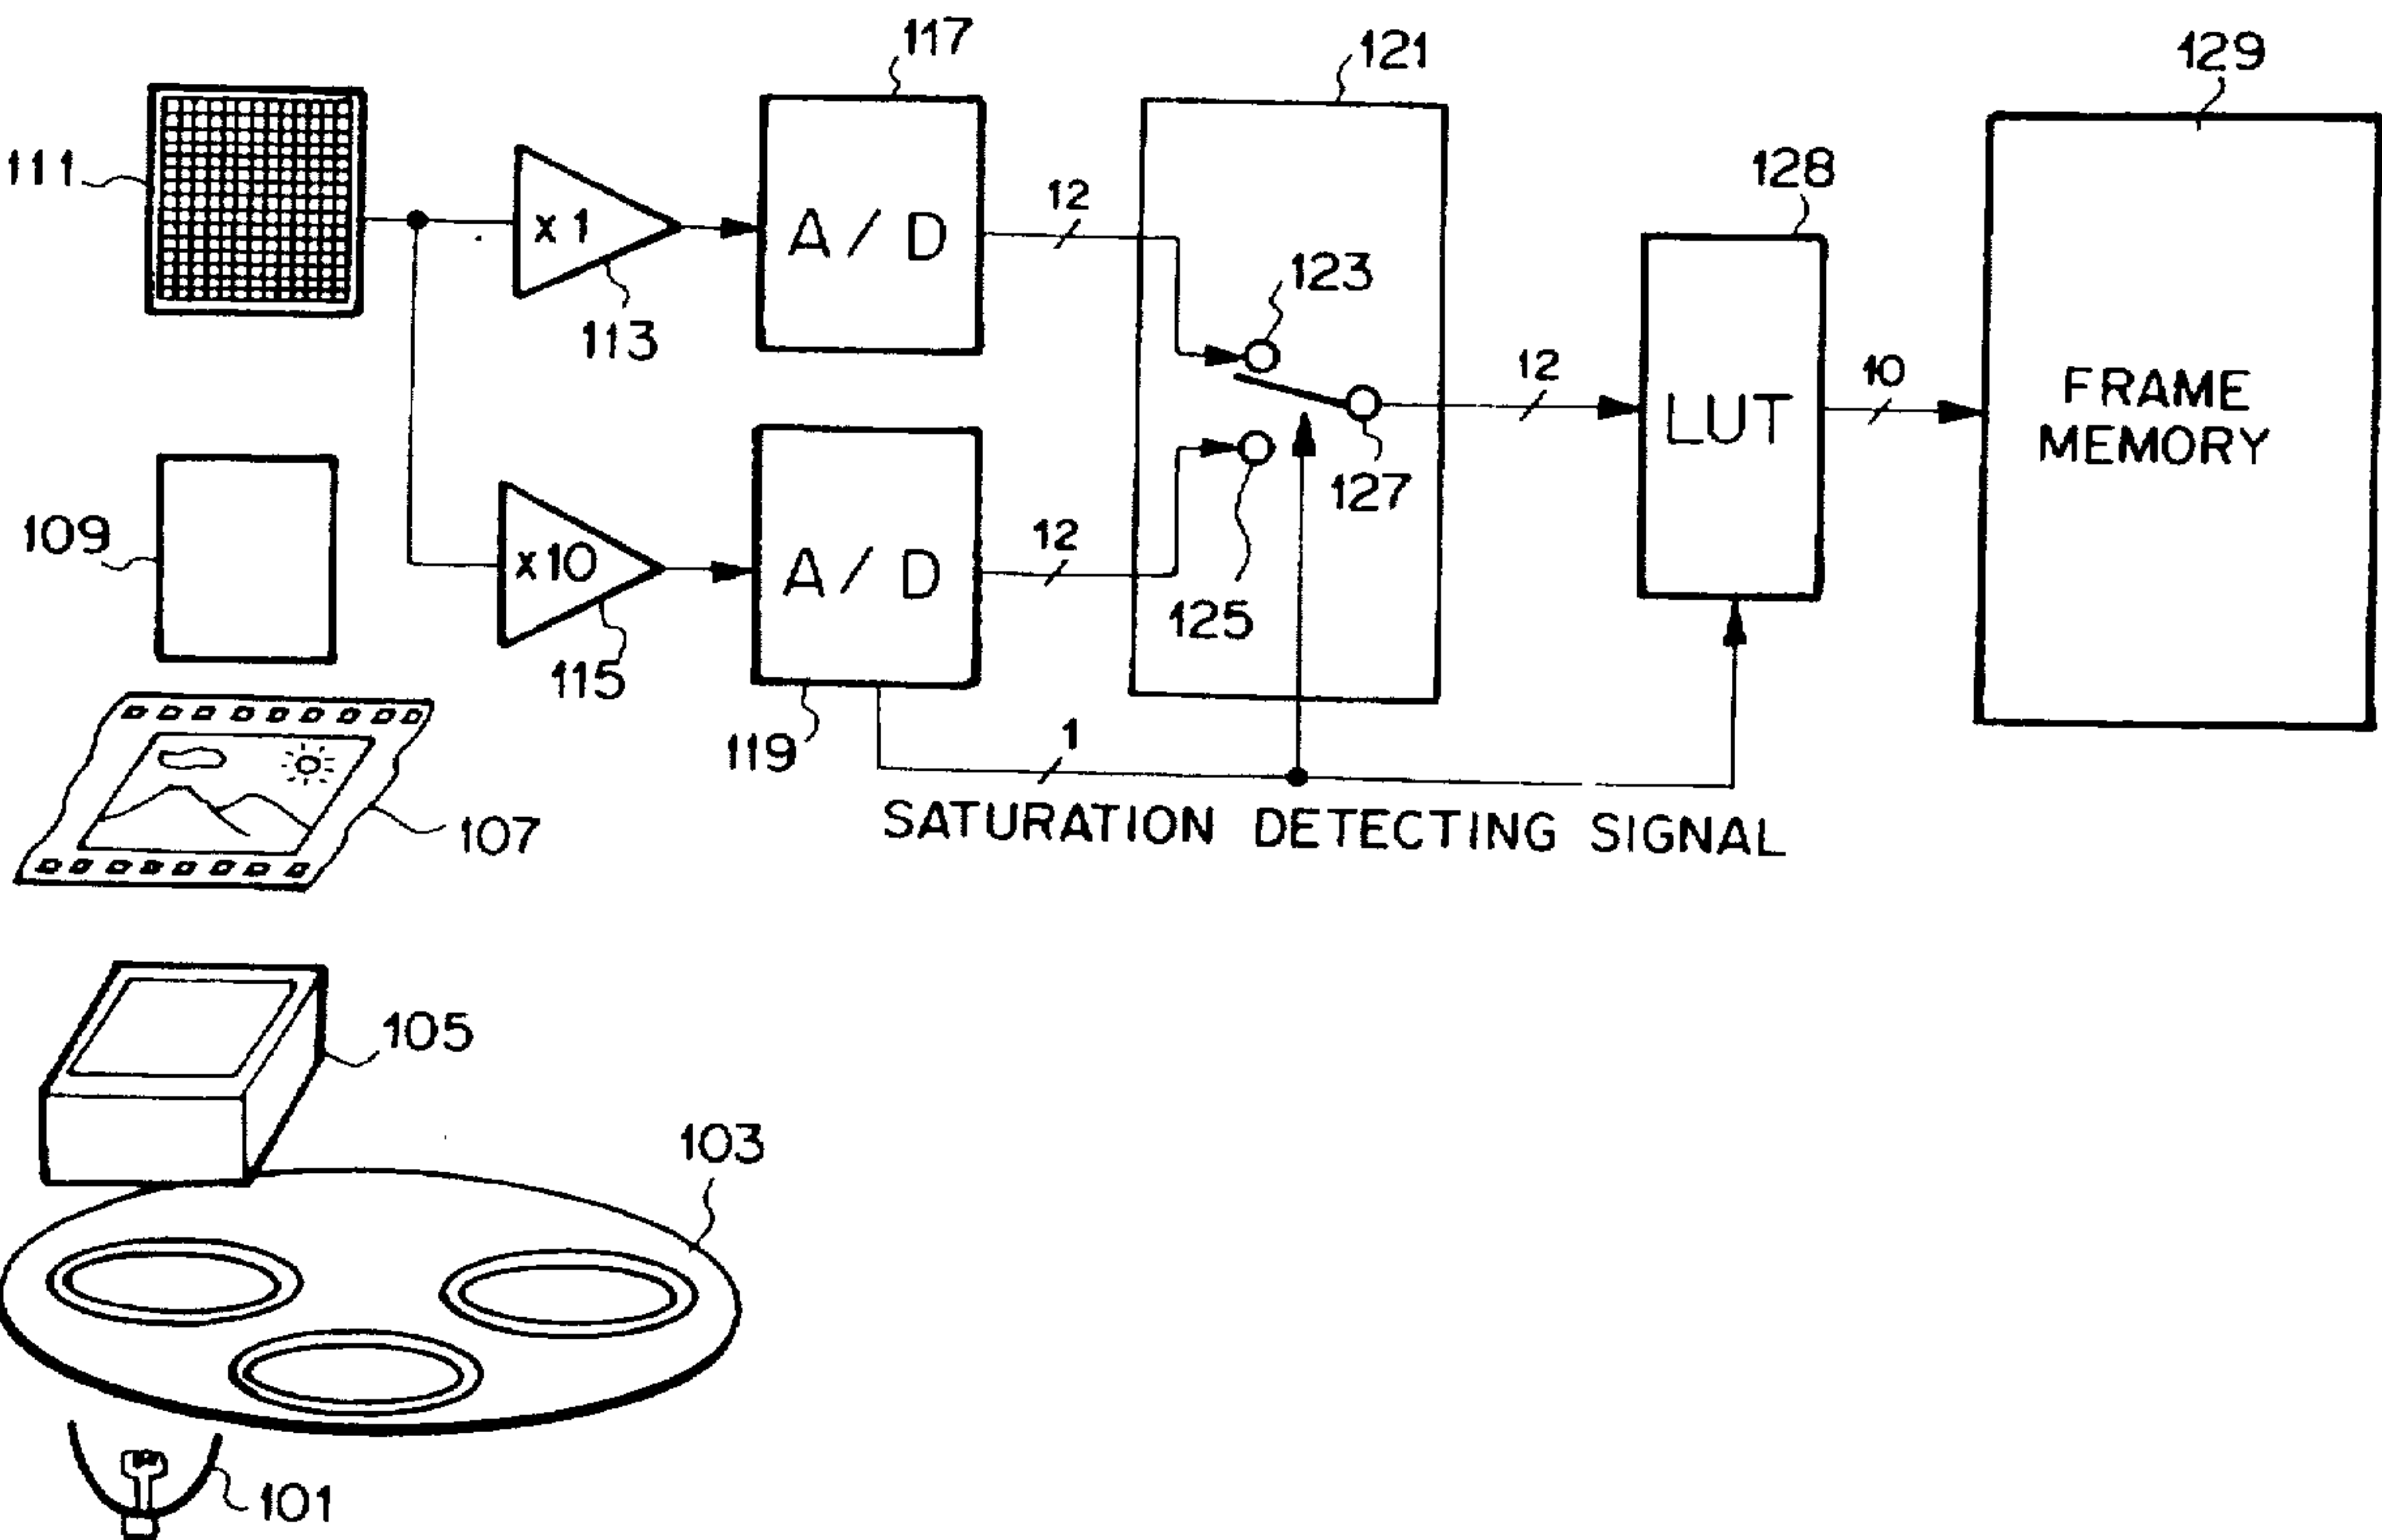 117
121
129
111
x1
A / D
12
128
113
123
12
10
LUT
FRAME
MEMORY
109
x10
A / D
12
127
125
115
119
1
107
SATURATION DETECTING SIGNAL
105
103
101